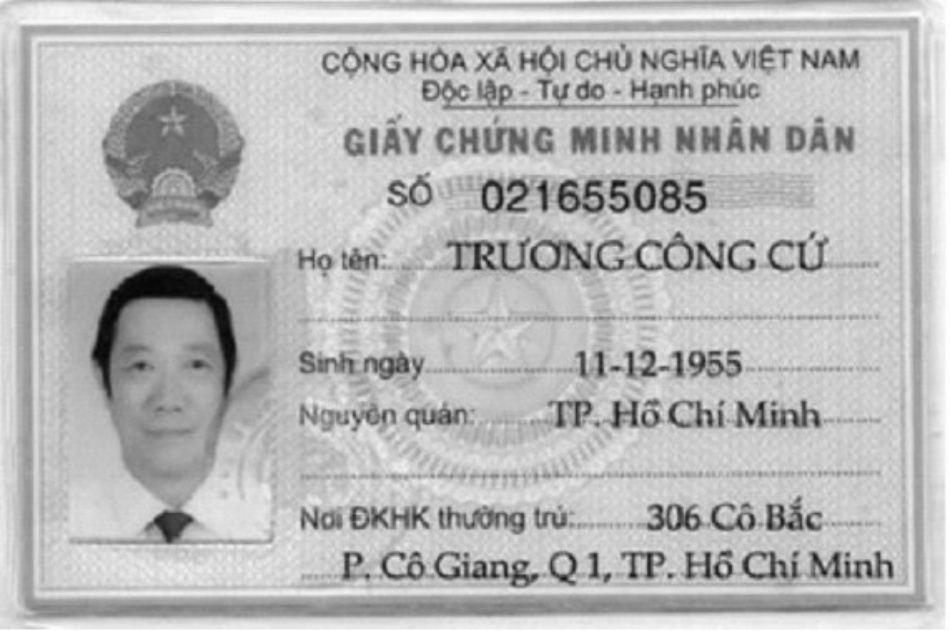 CỘNG HÒA XÃ HỘI CHỦ NGHĨA VIỆT NAM
Độc lập - Tự do - Hạnh phúc
GIẤY CHỨNG MINH NHÂN DÂN
SỐ 021655085
Họ tên: TRƯƠNG CÔNG CỨ
Sinh ngày 11-12-1955
Nguyên quán: TP. Hồ Chí Minh
Nơi ĐKHK thường trú: 306 Cô Bắc
P. Cô Giang, Q 1, TP. Hồ Chí Minh